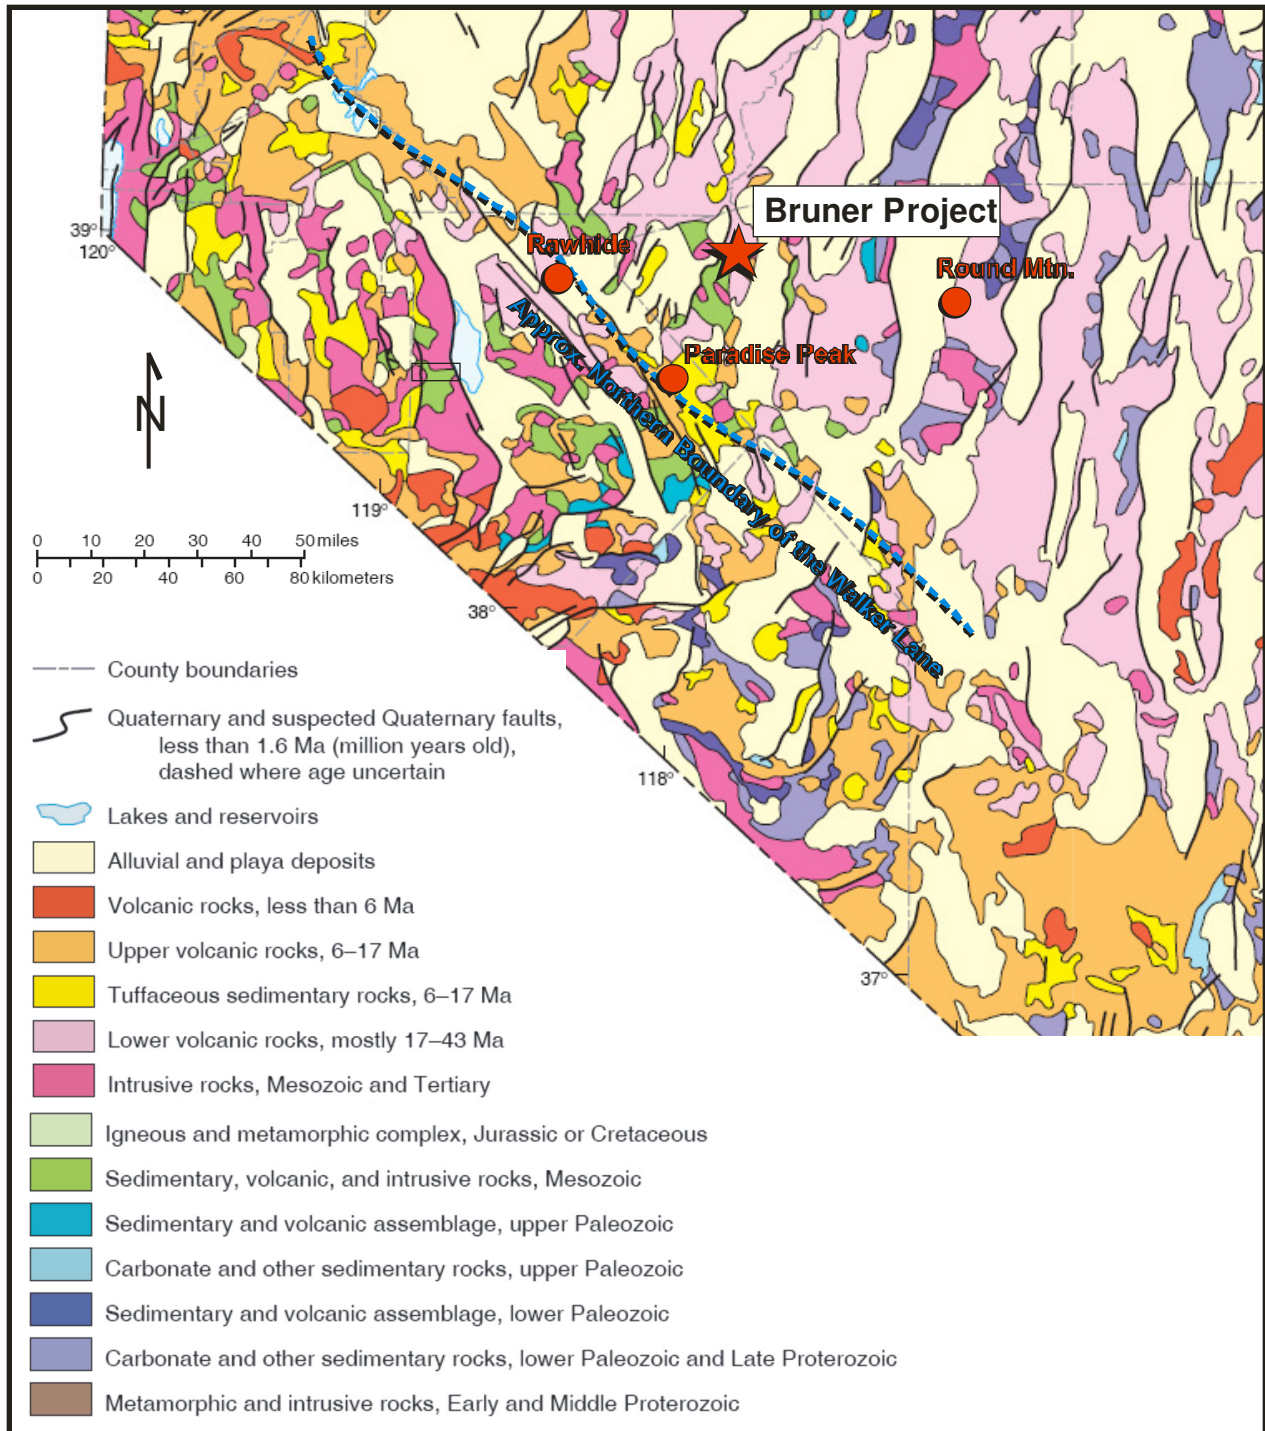 Bruner Project
39°
120°
Rawhide
Round Mtn.
Approx. Northern Boundary of the Walker Lane
Paradise Peak
N
119°
0 10 20 30 40 50 miles
0 20 40 60 80 kilometers
38°
118°
37°
County boundaries
Quaternary and suspected Quaternary faults,
less than 1.6 Ma (million years old),
dashed where age uncertain
Lakes and reservoirs
Alluvial and playa deposits
Volcanic rocks, less than 6 Ma
Upper volcanic rocks, 6–17 Ma
Tuffaceous sedimentary rocks, 6–17 Ma
Lower volcanic rocks, mostly 17–43 Ma
Intrusive rocks, Mesozoic and Tertiary
Igneous and metamorphic complex, Jurassic or Cretaceous
Sedimentary, volcanic, and intrusive rocks, Mesozoic
Sedimentary and volcanic assemblage, upper Paleozoic
Carbonate and other sedimentary rocks, upper Paleozoic
Sedimentary and volcanic assemblage, lower Paleozoic
Carbonate and other sedimentary rocks, lower Paleozoic and Late Proterozoic
Metamorphic and intrusive rocks, Early and Middle Proterozoic